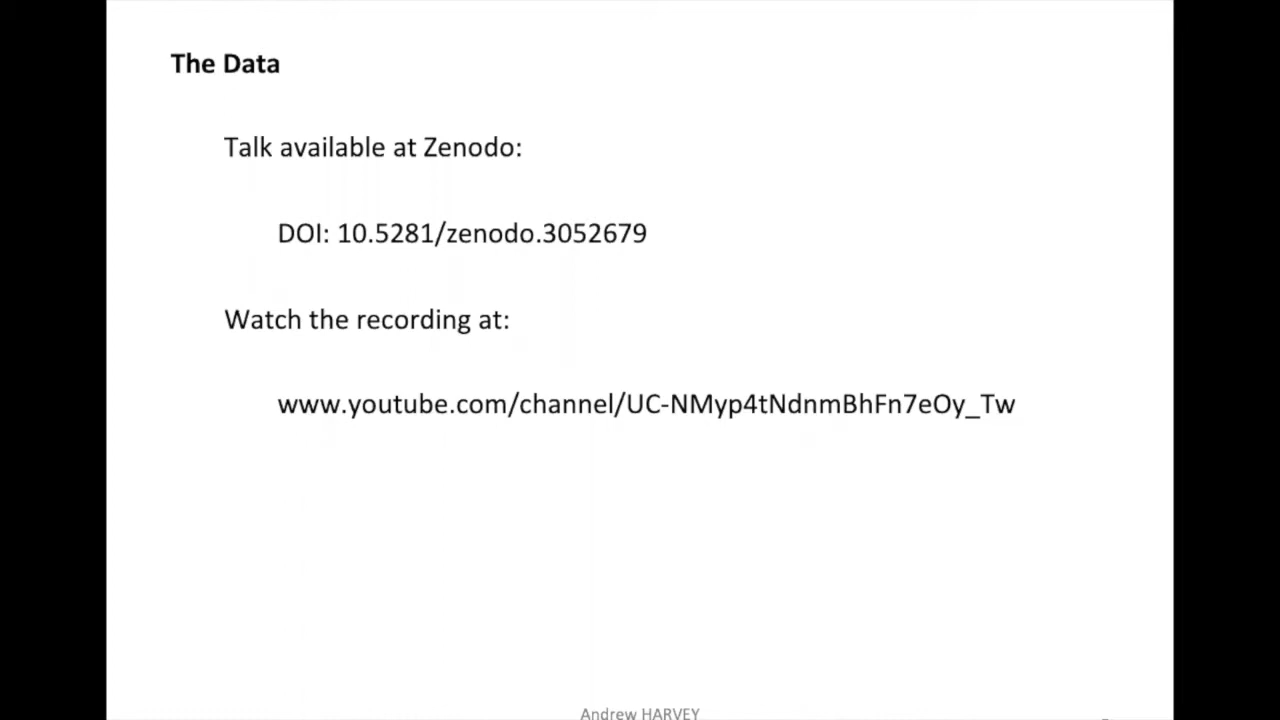 The Data
Talk available at Zenodo:
DOI: 10.5281/zenodo.3052679
Watch the recording at:
www.youtube.com/channel/UC-NMyp4tNdnmBhFn7eOy_Tw
Andrew HARVEY